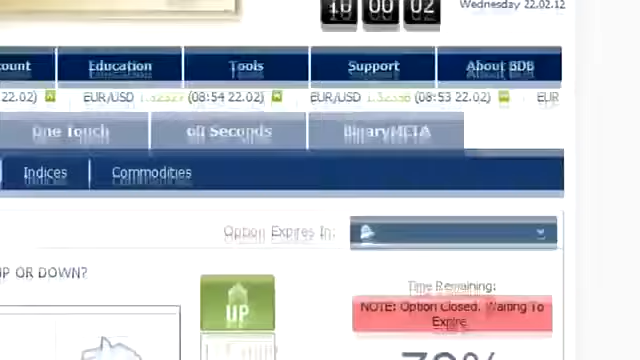 Wednesday 22.02.12
00 02
ount Education Tools Support About BDB
22.02) EUR/USD (08:54 22.02) EUR/USD (08:53 22.02) EUR
One Touch 60 Seconds BinaryMETA
Indices Commodities
Option Expires In:
UP OR DOWN?
UP
Time Remaining:
NOTE: Option Closed. Waiting To
Expire